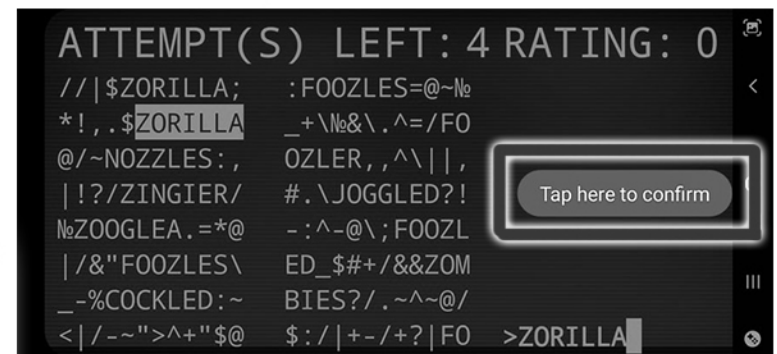 ATTEMPT(S) LEFT: 4 RATING: 0
//|$ZORILLA; :FOOZLES=@~№
*!,.$ZORILLA _+\№&\.^=/FO
@/~NOZZLES:, OZLER,,^\||,
|!?/ZINGIER/ #.\JOGGLED?!
Tap here to confirm
№ZOOGLEA.=*@ -:^-@\;FOOZL
|/&"FOOZLES\ ED_$#+/&&ZOM
_-%COCKLED:~ BIES?/.~^~@/
<|/-~">^+"$@ $:/|+-/+?|FO >ZORILLA